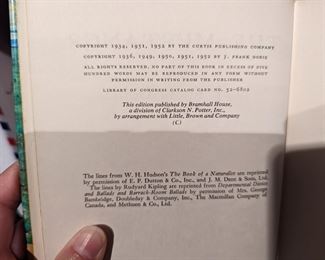 COPYRIGHT 1934, 1951, 1952 BY THE CURTIS PUBLISHING COMPANY
COPYRIGHT 1936, 1949, 1950, 1951, 1952 BY J. FRANK DOBIE
ALL RIGHTS RESERVED. NO PART OF THIS BOOK IN EXCESS OF FIVE
HUNDRED WORDS MAY BE REPRODUCED IN ANY FORM WITHOUT
PERMISSION IN WRITING FROM THE PUBLISHER
LIBRARY OF CONGRESS CATALOG CARD NO. 52-6802
This edition published by Bramhall House,
a division of Clarkson N. Potter, Inc.,
by arrangement with Little, Brown and Company
(C)
The lines from W. H. Hudson's The Book of a Naturalist are reprinted
by permission of E. P. Dutton & Co., Inc., and J. M. Dent & Sons, Ltd.
The lines by Rudyard Kipling are reprinted from Departmental Ditties
and Ballads and Barrack-Room Ballads by permission of Mrs. George
Bambridge, Doubleday & Company, Inc., The Macmillan Company of
Canada, and Methuen & Co., Ltd.